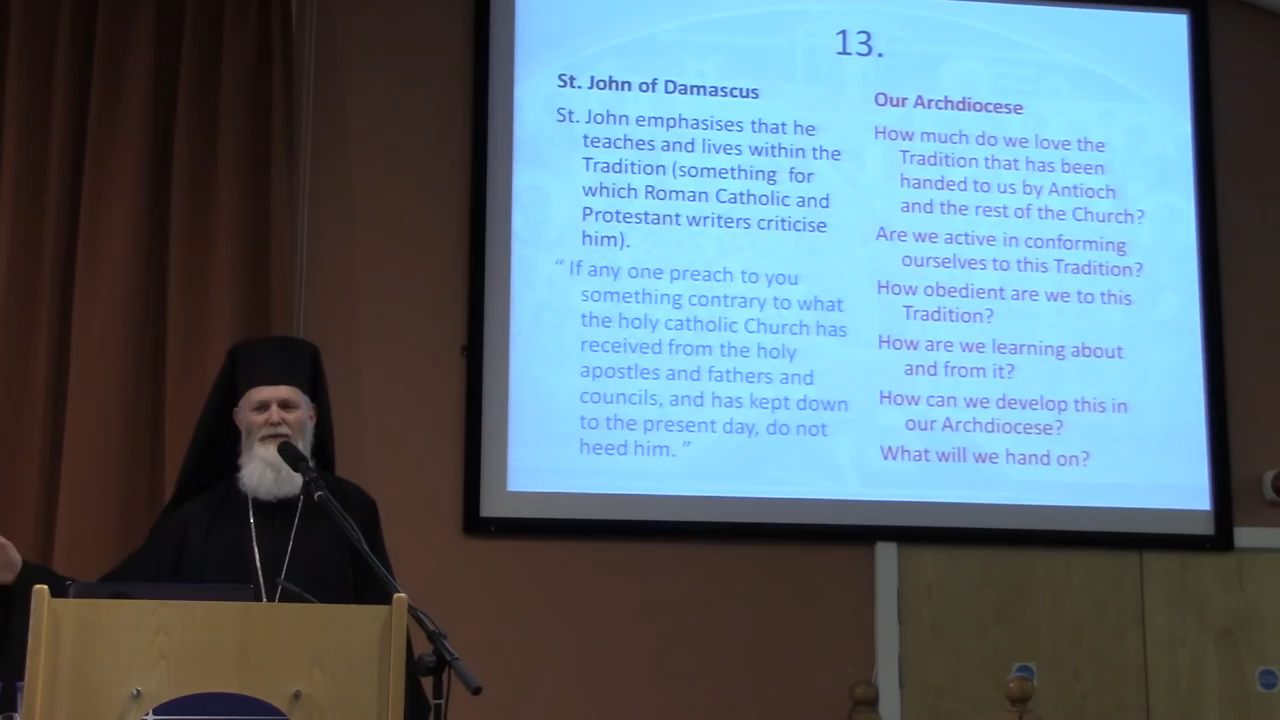 13.
St. John of Damascus
St. John emphasises that he
teaches and lives within the
Tradition (something for
which Roman Catholic and
Protestant writers criticise
him).
“ If any one preach to you
something contrary to what
the holy catholic Church has
received from the holy
apostles and fathers and
councils, and has kept down
to the present day, do not
heed him. ”
Our Archdiocese
How much do we love the
Tradition that has been
handed to us by Antioch
and the rest of the Church?
Are we active in conforming
ourselves to this Tradition?
How obedient are we to this
Tradition?
How are we learning about
and from it?
How can we develop this in
our Archdiocese?
What will we hand on?